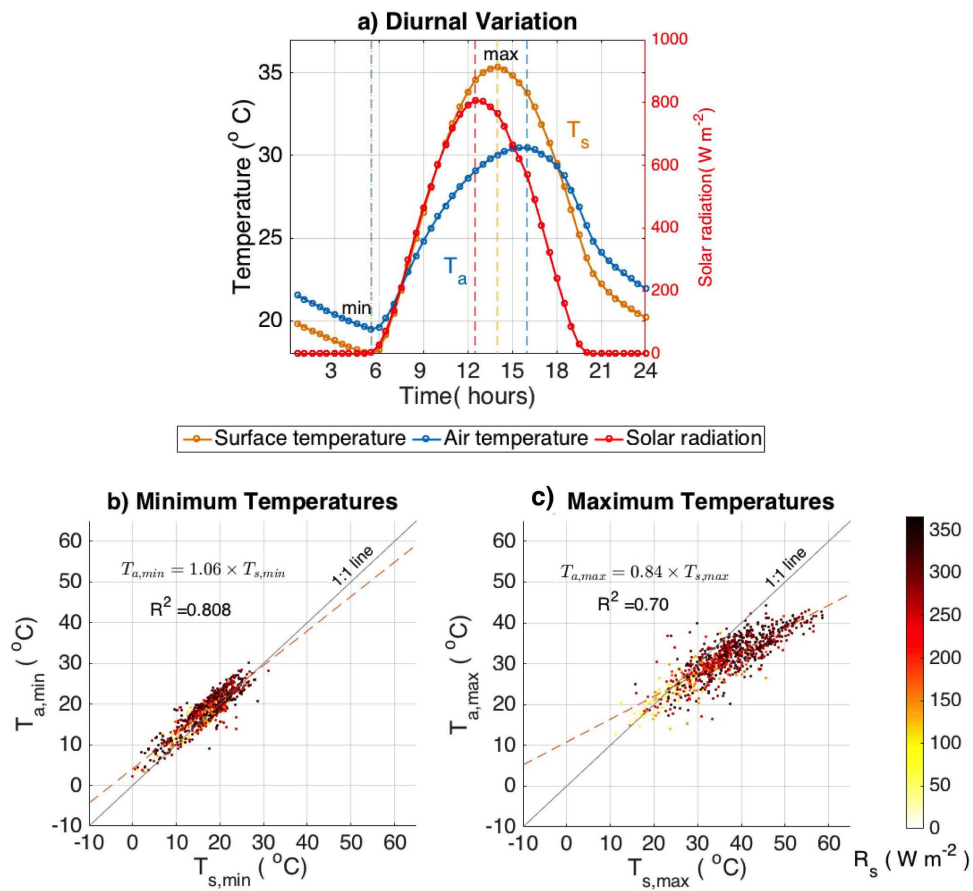 a) Diurnal Variation
1000
35
max
800
T_s
Temperature (° C)
30
600
Solar radiation( W m^-2)
25
400
T_a
200
min
20
0
3 6 9 12 15 18 21 24
Time( hours)
Surface temperature Air temperature Solar radiation
b) Minimum Temperatures
60
50
40
30
20
10
0
-10
T_a,min ( °C)
T_a,min = 1.06 × T_s,min
R^2 =0.808
1:1 line
-10 0 10 20 30 40 50 60
T_s,min ( °C)
c) Maximum Temperatures
60
50
40
30
20
10
0
-10
T_a,max ( °C)
T_a,max = 0.84 × T_s,max
R^2 =0.70
1:1 line
-10 0 10 20 30 40 50 60
T_s,max ( °C)
350
300
250
200
150
100
50
0
R_s ( W m^-2)